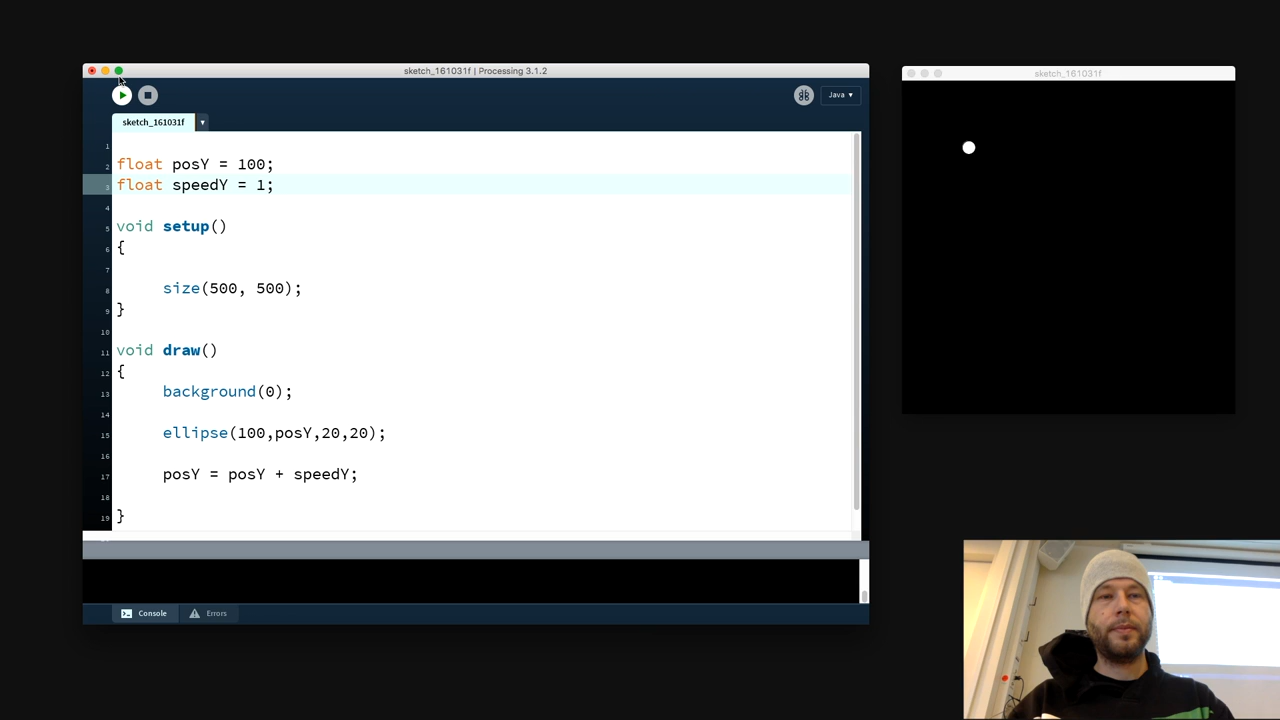 sketch_161031f | Processing 3.1.2
Java ▾
sketch_161031f ▾
1
2 float posY = 100;
3 float speedY = 1;
4
5 void setup()
6 {
7
8 size(500, 500);
9 }
10
11 void draw()
12 {
13 background(0);
14
15 ellipse(100,posY,20,20);
16
17 posY = posY + speedY;
18
19 }
Console
Errors
sketch_161031f